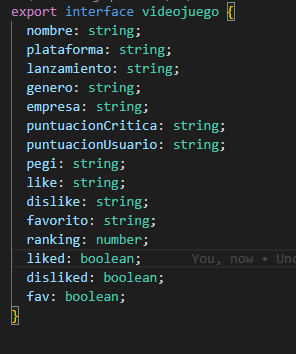 export interface videojuego {
nombre: string;
plataforma: string;
lanzamiento: string;
genero: string;
empresa: string;
puntuacionCritica: string;
puntuacionUsuario: string;
pegi: string;
like: string;
dislike: string;
favorito: string;
ranking: number;
liked: boolean; You, now • Unc
disliked: boolean;
fav: boolean;
}